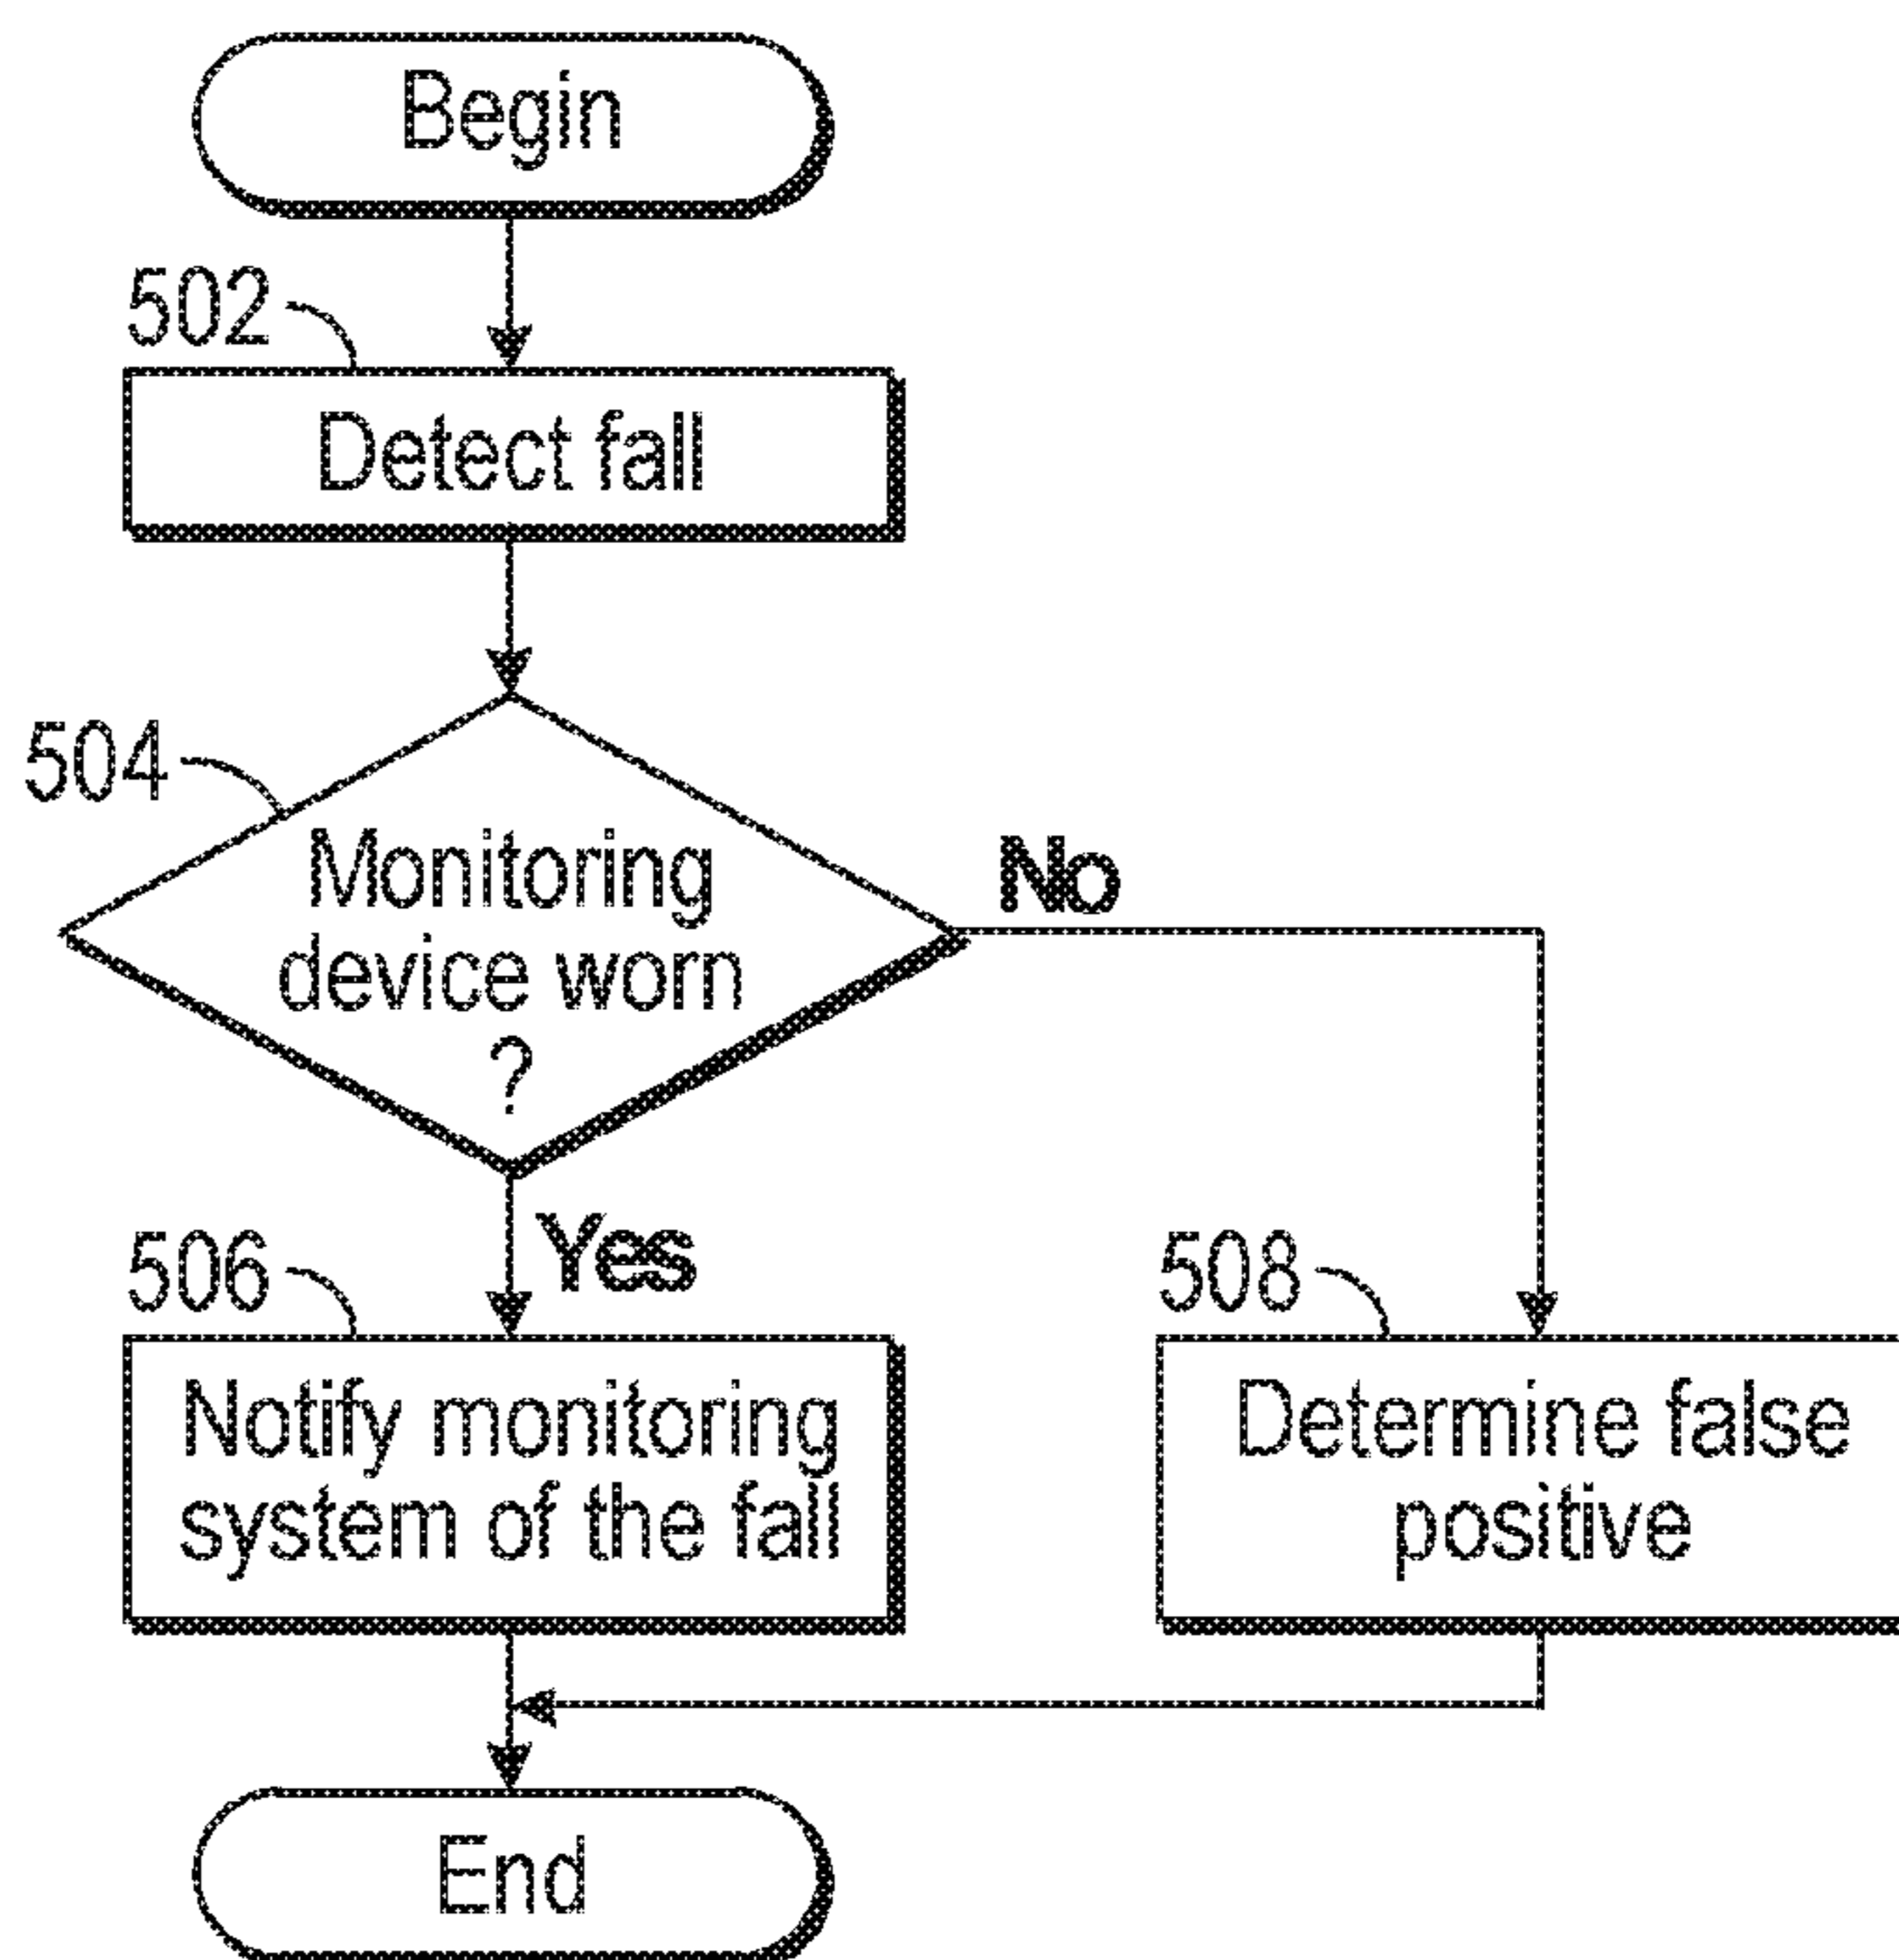 Begin
502
Detect fall
504
Monitoring
device worn
?
No
Yes
506
Notify monitoring
system of the fall
508
Determine false
positive
End